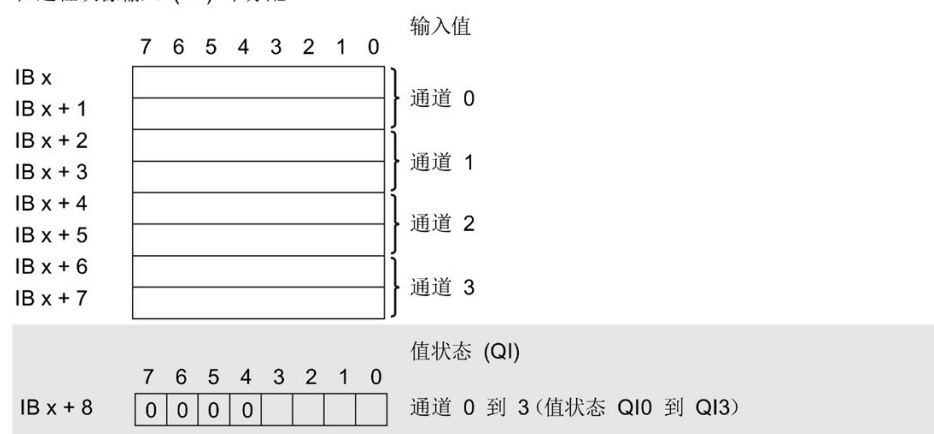 输入值
7 6 5 4 3 2 1 0
IB x
IB x + 1
通道 0
IB x + 2
IB x + 3
通道 1
IB x + 4
IB x + 5
通道 2
IB x + 6
IB x + 7
通道 3
值状态 (QI)
7 6 5 4 3 2 1 0
IB x + 8 0 0 0 0 通道 0 到 3（值状态 QI0 到 QI3）